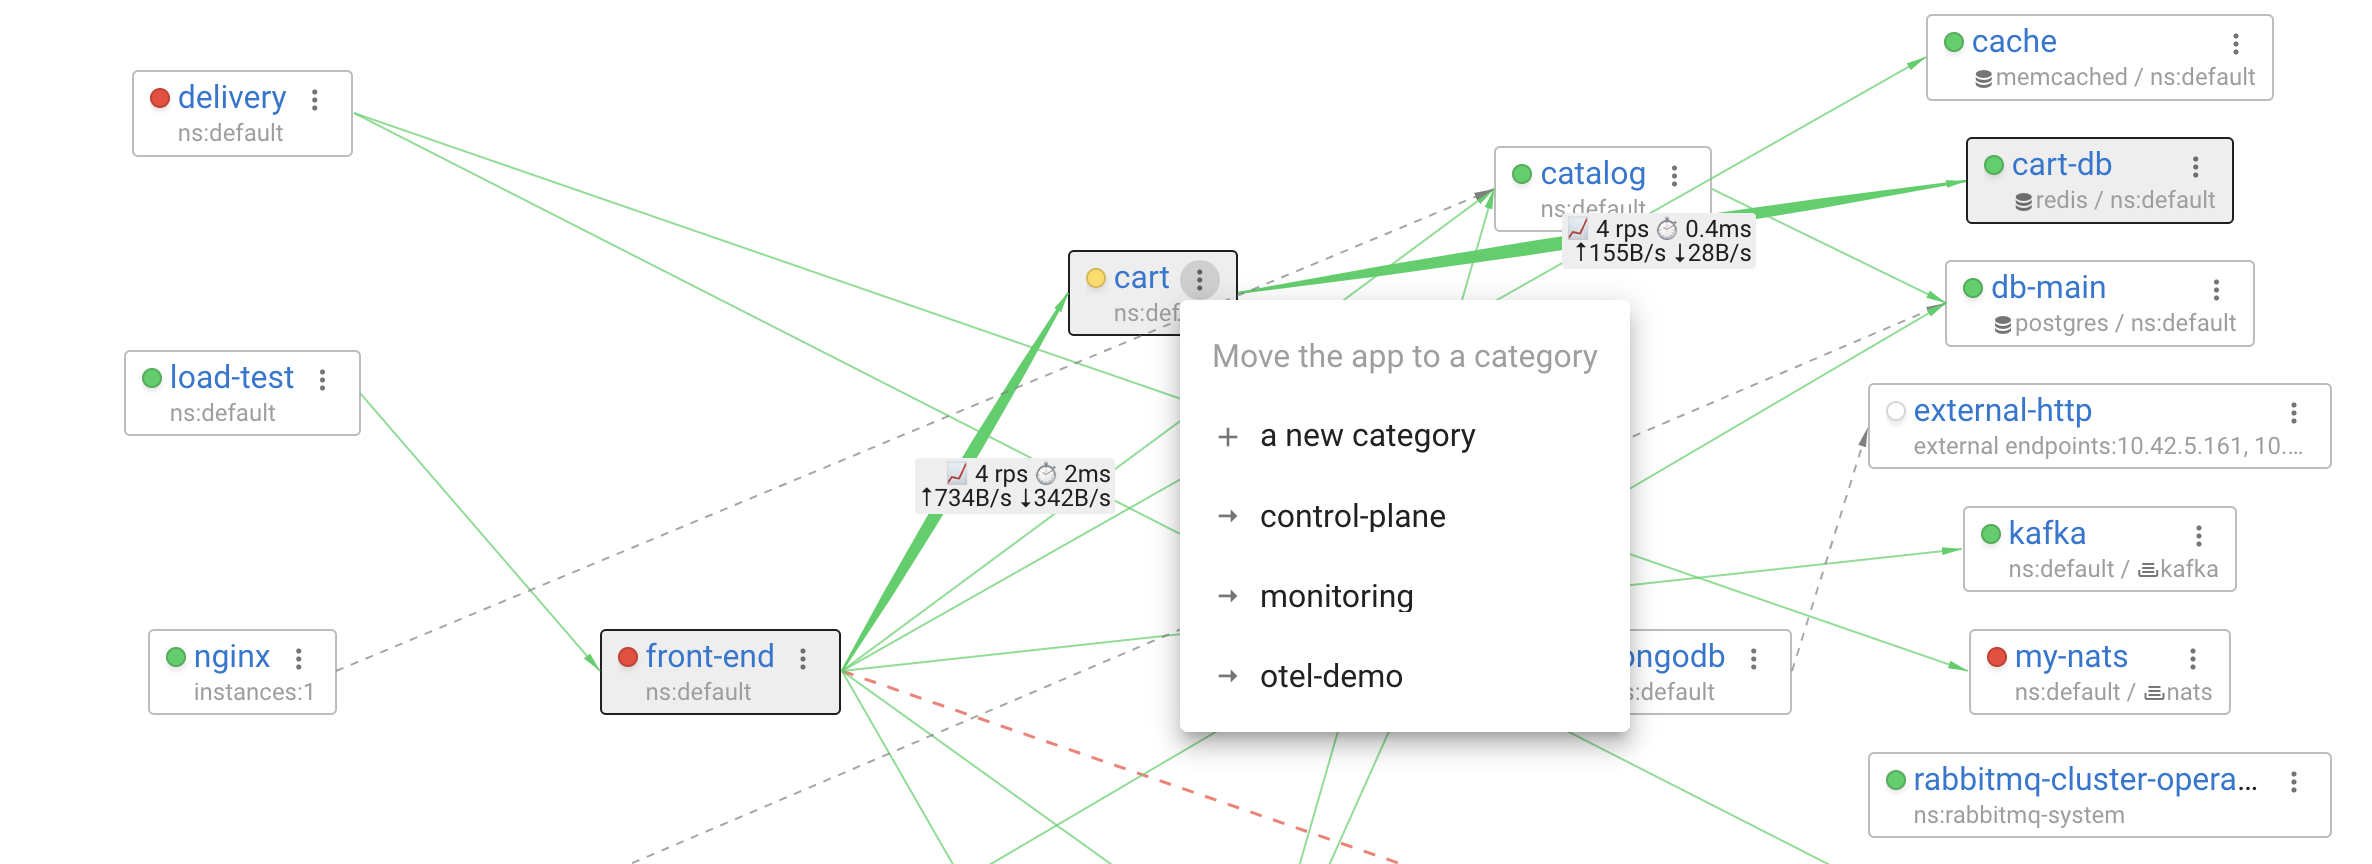 delivery
ns:default
load-test
ns:default
nginx
instances:1
front-end
ns:default
4 rps 2ms
↑734B/s ↓342B/s
cart
ns:def
catalog
ns:default
4 rps 0.4ms
↑155B/s ↓28B/s
Move the app to a category
+ a new category
→ control-plane
→ monitoring
→ otel-demo
ongodb
s:default
cache
memcached / ns:default
cart-db
redis / ns:default
db-main
postgres / ns:default
external-http
external endpoints:10.42.5.161, 10....
kafka
ns:default / kafka
my-nats
ns:default / nats
rabbitmq-cluster-opera...
ns:rabbitmq-system